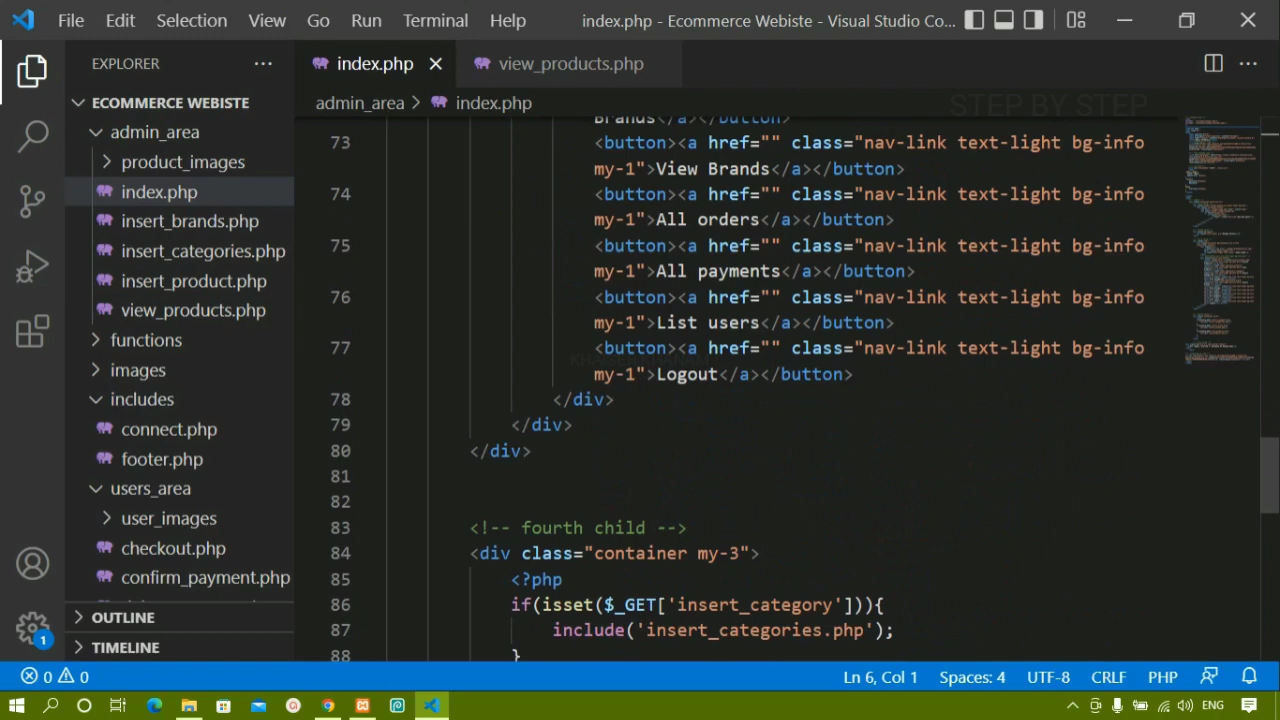 File Edit Selection View Go Run Terminal Help index.php - Ecommerce Webiste - Visual Studio Co...
EXPLORER
index.php view_products.php
ECOMMERCE WEBISTE
admin_area > index.php
STEP BY STEP
admin_area
product_images
index.php
insert_brands.php
insert_categories.php
insert_product.php
view_products.php
functions
images
includes
connect.php
footer.php
users_area
user_images
checkout.php
confirm_payment.php
OUTLINE
TIMELINE
Brands</a></button>
73 <button><a href="" class="nav-link text-light bg-info
my-1">View Brands</a></button>
74 <button><a href="" class="nav-link text-light bg-info
my-1">All orders</a></button>
75 <button><a href="" class="nav-link text-light bg-info
my-1">All payments</a></button>
76 <button><a href="" class="nav-link text-light bg-info
my-1">List users</a></button>
77 <button><a href="" class="nav-link text-light bg-info
my-1">Logout</a></button>
78 </div>
79 </div>
80 </div>
81
82
83 <!-- fourth child -->
84 <div class="container my-3">
85 <?php
86 if(isset($_GET['insert_category'])){
87 include('insert_categories.php');
88 }
1
0 0 Ln 6, Col 1 Spaces: 4 UTF-8 CRLF PHP
ENG